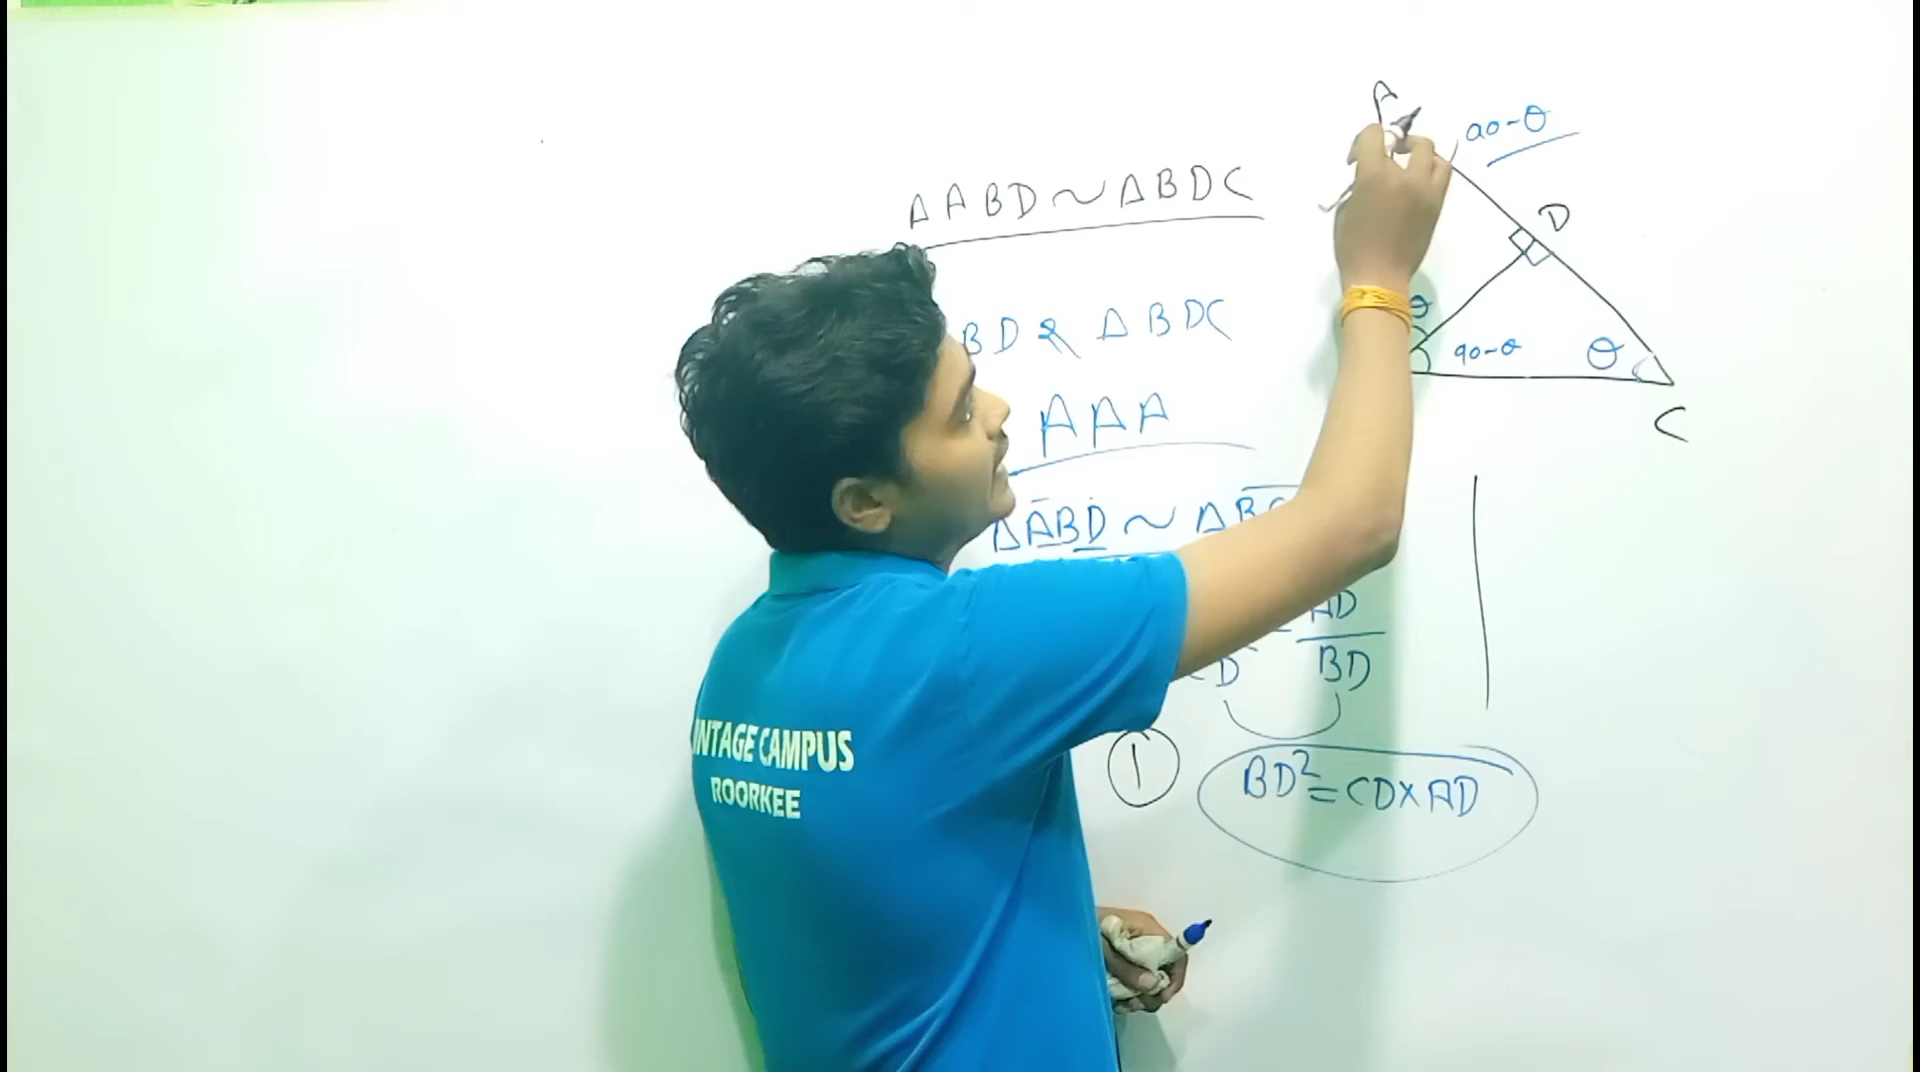 A
90-θ
ΔABD ~ ΔBDC
D
BD & ΔBDC
θ
90-θ
θ
C
AAA
ΔABD ~ ΔB
AD
D
BD
1
BD²=CD×AD
INTAGE CAMPUS
ROORKEE